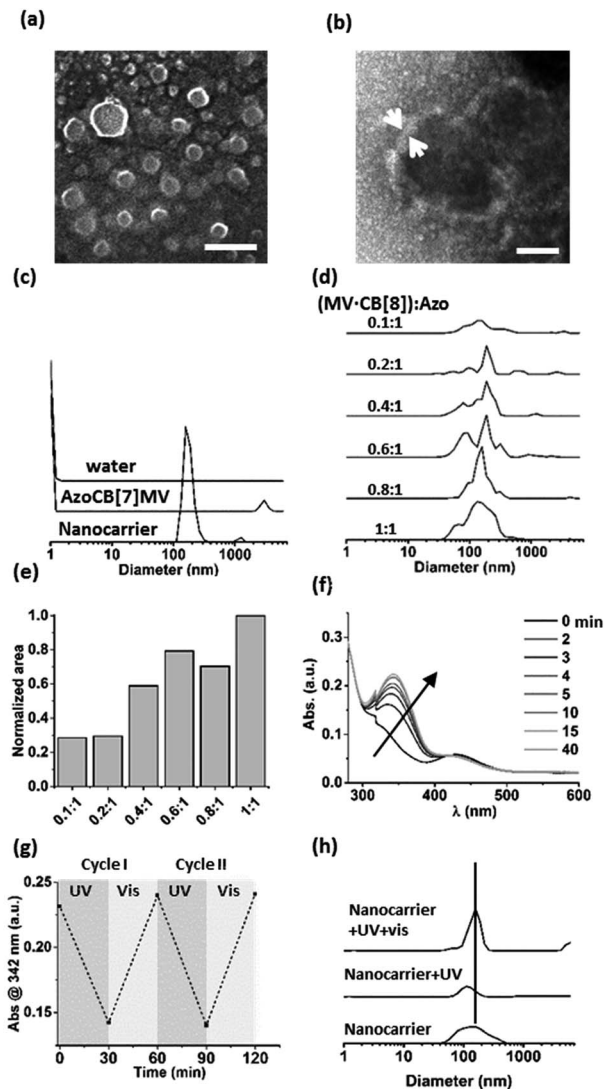 (a)
(b)
(c)
water
AzoCB[7]MV
Nanocarrier
1 10 100 1000
Diameter (nm)
(d)
(MV·CB[8]):Azo
0.1:1
0.2:1
0.4:1
0.6:1
0.8:1
1:1
1 10 100 1000
Diameter (nm)
(e)
Normalized area
1.0
0.8
0.6
0.4
0.2
0.0
0.1:1 0.2:1 0.4:1 0.6:1 0.8:1 1:1
(f)
Abs. (a.u.)
0.3
0.2
0.1
0.0
300 400 500 600
λ (nm)
0 min
2
3
4
5
10
15
40
(g)
Cycle I Cycle II
UV Vis UV Vis
Abs @ 342 nm (a.u.)
0.25
0.20
0.15
0 30 60 90 120
Time (min)
(h)
Nanocarrier
+UV+vis
Nanocarrier+UV
Nanocarrier
1 10 100 1000
Diameter (nm)